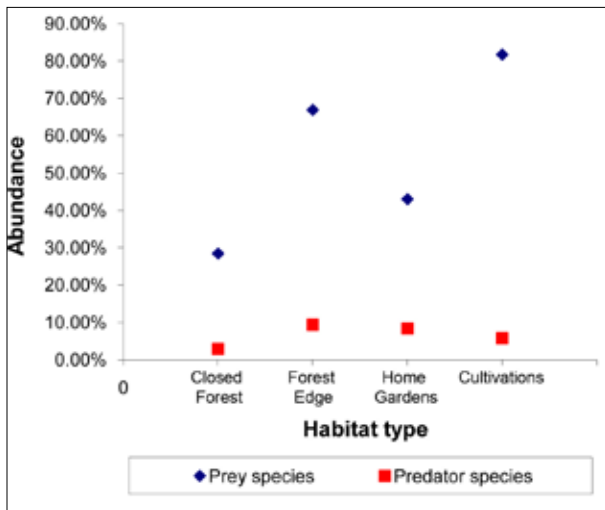 90.00%
80.00%
70.00%
60.00%
50.00%
40.00%
30.00%
20.00%
10.00%
0.00%
Abundance
0
Closed Forest
Forest Edge
Home Gardens
Cultivations
Habitat type
Prey species
Predator species